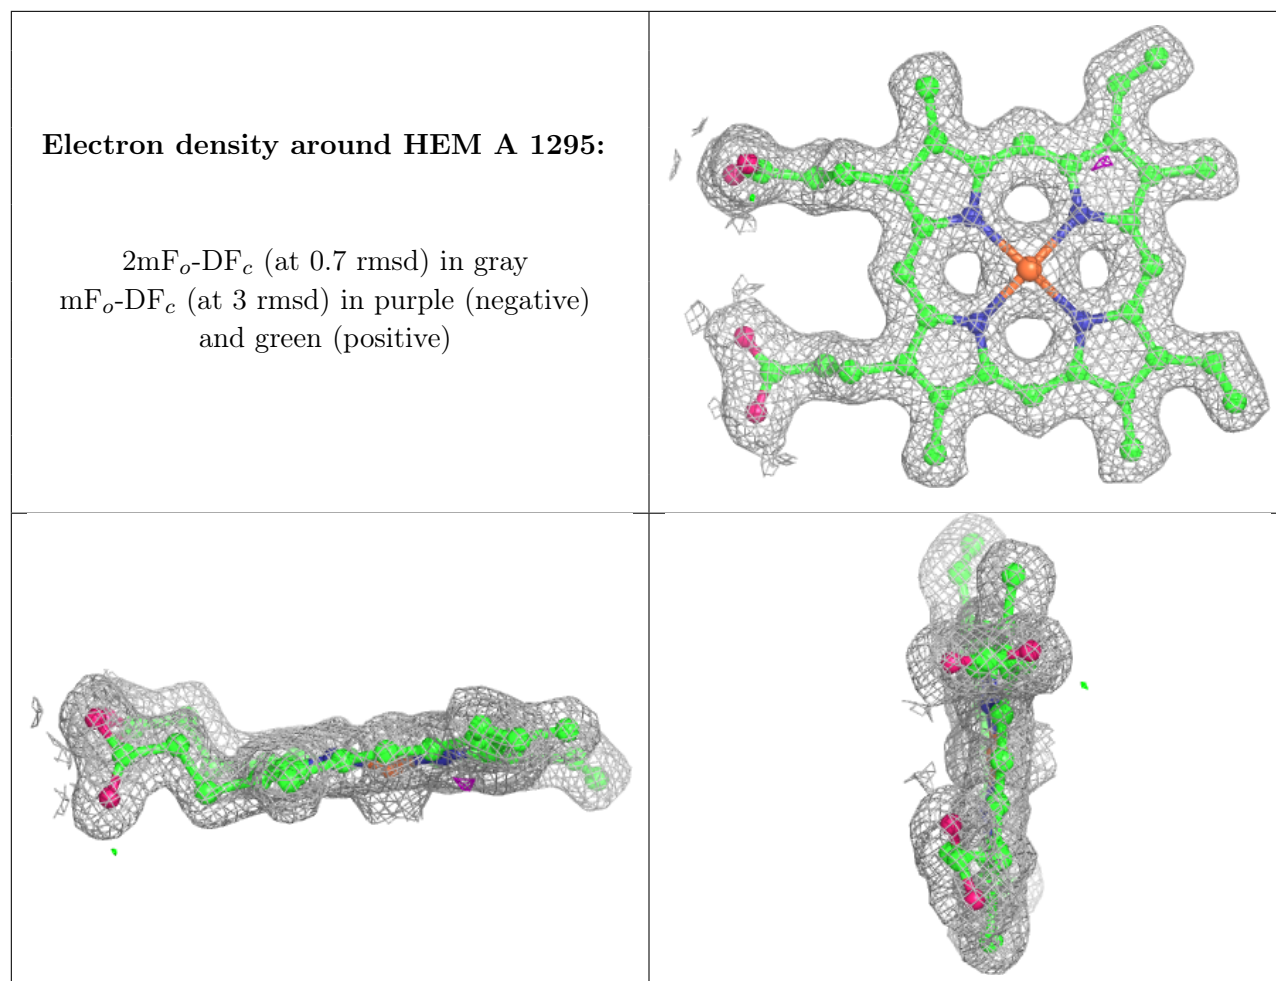 Electron density around HEM A 1295:
2mFₒ-DF𝒸 (at 0.7 rmsd) in gray
mFₒ-DF𝒸 (at 3 rmsd) in purple (negative)
and green (positive)